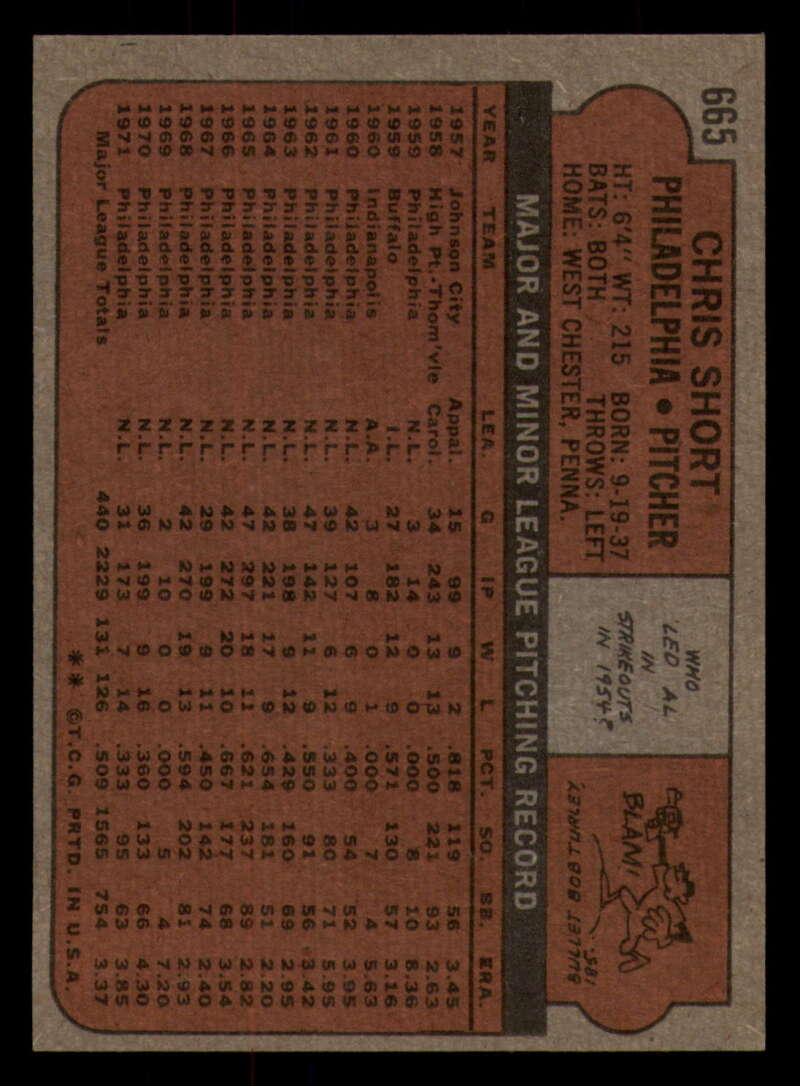 665
CHRIS SHORT
PHILADELPHIA • PITCHER
HT: 6'4" WT: 215 BORN: 9-19-37
BATS: BOTH THROWS: LEFT
HOME: WEST CHESTER, PENNA.
WHO
LED AL
IN
STRIKEOUTS
IN 1954?
BLAM!
185.
BULLET BOB TURLEY
MAJOR AND MINOR LEAGUE PITCHING RECORD
YEAR TEAM LEA. G IP W L PCT. SO. BB. ERA.
1957 Johnson City Appal. 15 99 9 2 .818 119 56 3.45
1958 High Pt.-Thom'vle Carol. 34 243 13 13 .500 221 93 2.63
1959 Philadelphia N.L. 3 14 0 0 .000 8 10 8.36
1959 Buffalo I.L. 27 182 12 9 .571 130 57 3.16
1960 Indianapolis A.A. 3 8 0 1 .000 7 4 5.63
1960 Philadelphia N.L. 42 107 6 9 .400 54 52 3.95
1961 Philadelphia N.L. 39 127 6 12 .333 80 71 5.95
1962 Philadelphia N.L. 47 142 11 9 .550 91 56 3.42
1963 Philadelphia N.L. 38 198 9 12 .429 160 69 2.95
1964 Philadelphia N.L. 42 221 17 9 .654 181 51 2.20
1965 Philadelphia N.L. 47 297 18 11 .621 237 89 2.82
1966 Philadelphia N.L. 42 272 20 10 .667 177 68 3.54
1967 Philadelphia N.L. 29 199 9 11 .450 142 74 2.40
1968 Philadelphia N.L. 42 270 19 13 .594 202 81 2.93
1969 Philadelphia N.L. 2 10 0 0 .000 5 4 7.20
1970 Philadelphia N.L. 36 199 9 16 .360 133 66 4.30
1971 Philadelphia N.L. 31 173 7 14 .333 95 63 3.85
Major League Totals 440 2229 131 126 .509 1565 754 3.37
** ©T.C.G. PRTD. IN U.S.A.